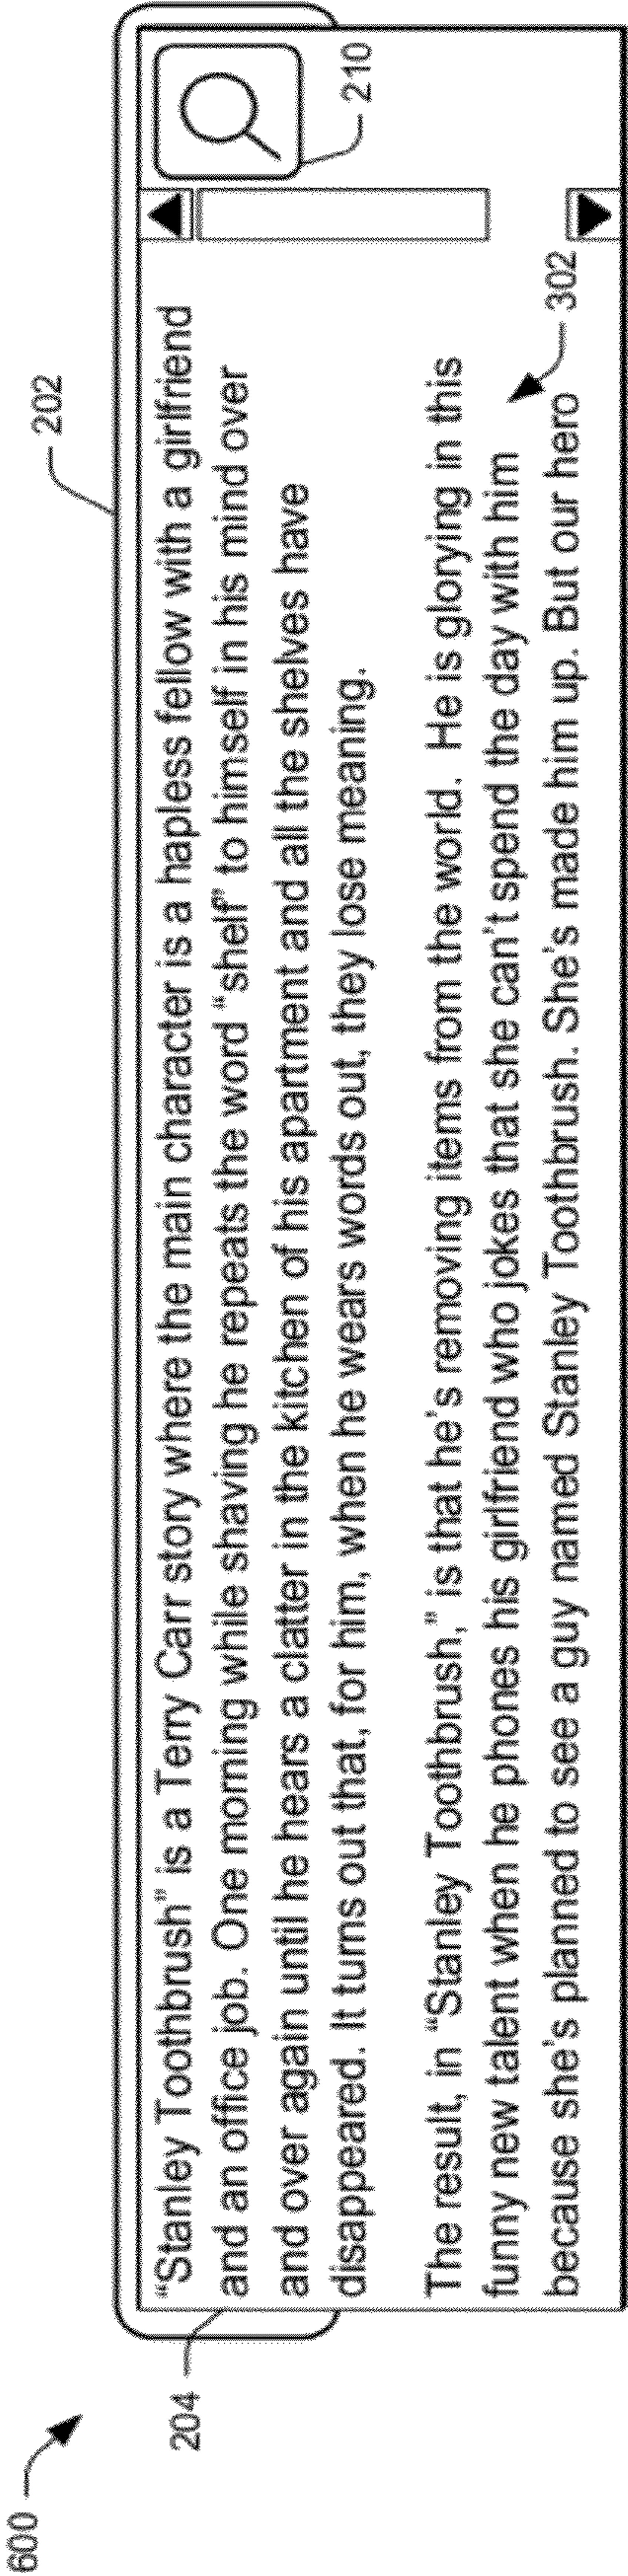 600
202
204
210
302
“Stanley Toothbrush” is a Terry Carr story where the main character is a hapless fellow with a girlfriend
and an office job. One morning while shaving he repeats the word “shelf” to himself in his mind over
and over again until he hears a clatter in the kitchen of his apartment and all the shelves have
disappeared. It turns out that, for him, when he wears words out, they lose meaning.
The result, in “Stanley Toothbrush,” is that he’s removing items from the world. He is glorying in this
funny new talent when he phones his girlfriend who jokes that she can’t spend the day with him
because she’s planned to see a guy named Stanley Toothbrush. She’s made him up. But our hero